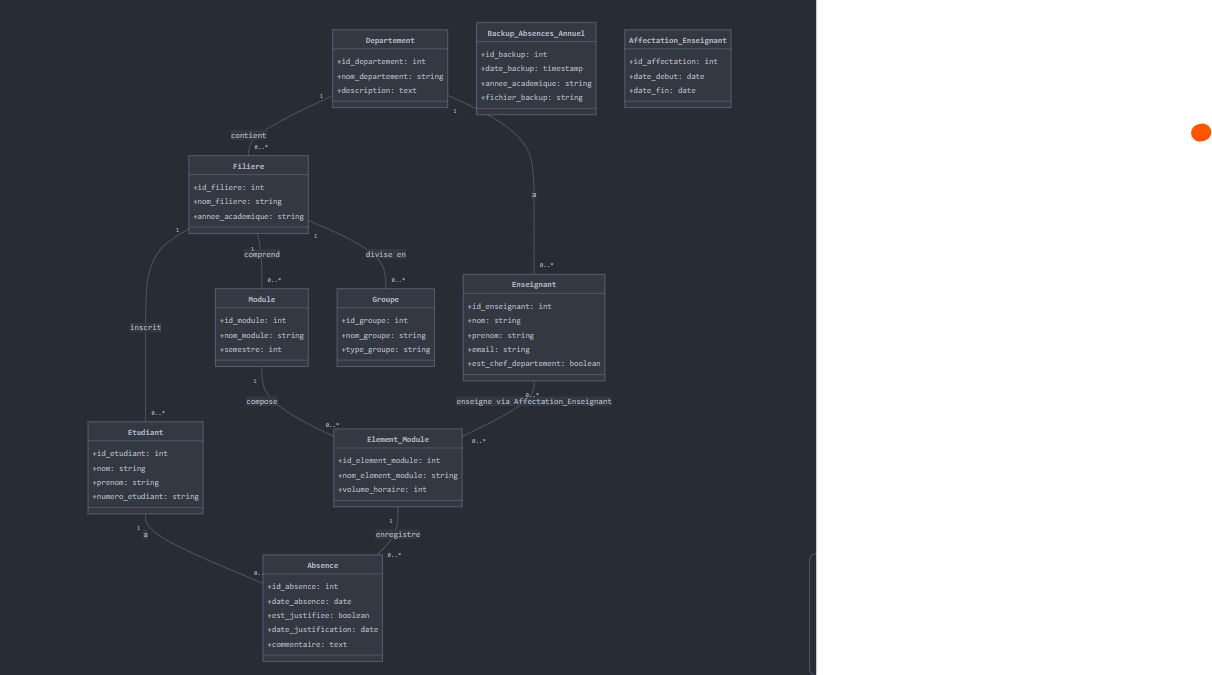 Departement
+id_departement: int
+nom_departement: string
+description: text
Backup_Absences_Annuel
+id_backup: int
+date_backup: timestamp
+annee_academique: string
+fichier_backup: string
Affectation_Enseignant
+id_affectation: int
+date_debut: date
+date_fin: date
1
1
contient
0..*
a
Filiere
+id_filiere: int
+nom_filiere: string
+annee_academique: string
1
1
1
comprend
divise en
0..*
0..*
0..*
Module
+id_module: int
+nom_module: string
+semestre: int
Groupe
+id_groupe: int
+nom_groupe: string
+type_groupe: string
Enseignant
+id_enseignant: int
+nom: string
+prenom: string
+email: string
+est_chef_departement: boolean
inscrit
1
compose
0..*
enseigne via Affectation_Enseignant
0..*
0..*
0..*
Etudiant
+id_etudiant: int
+nom: string
+prenom: string
+numero_etudiant: string
Element_Module
+id_element_module: int
+nom_element_module: string
+volume_horaire: int
1
a
1
enregistre
0..*
0..
Absence
+id_absence: int
+date_absence: date
+est_justifiee: boolean
+date_justification: date
+commentaire: text